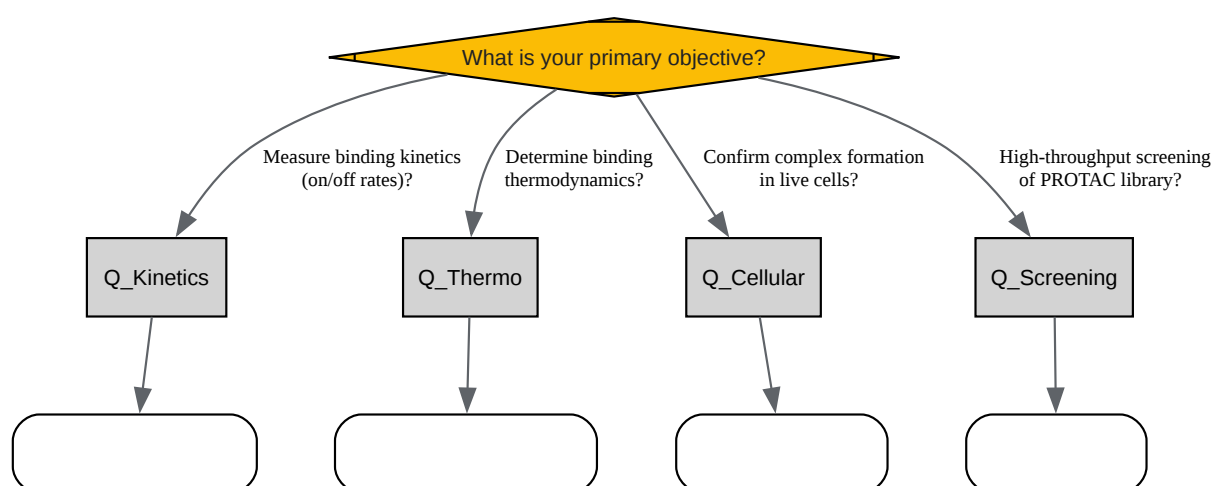 What is your primary objective?
Measure binding kinetics
(on/off rates)?
Determine binding
thermodynamics?
Confirm complex formation
in live cells?
High-throughput screening
of PROTAC library?
Q_Kinetics
Q_Thermo
Q_Cellular
Q_Screening